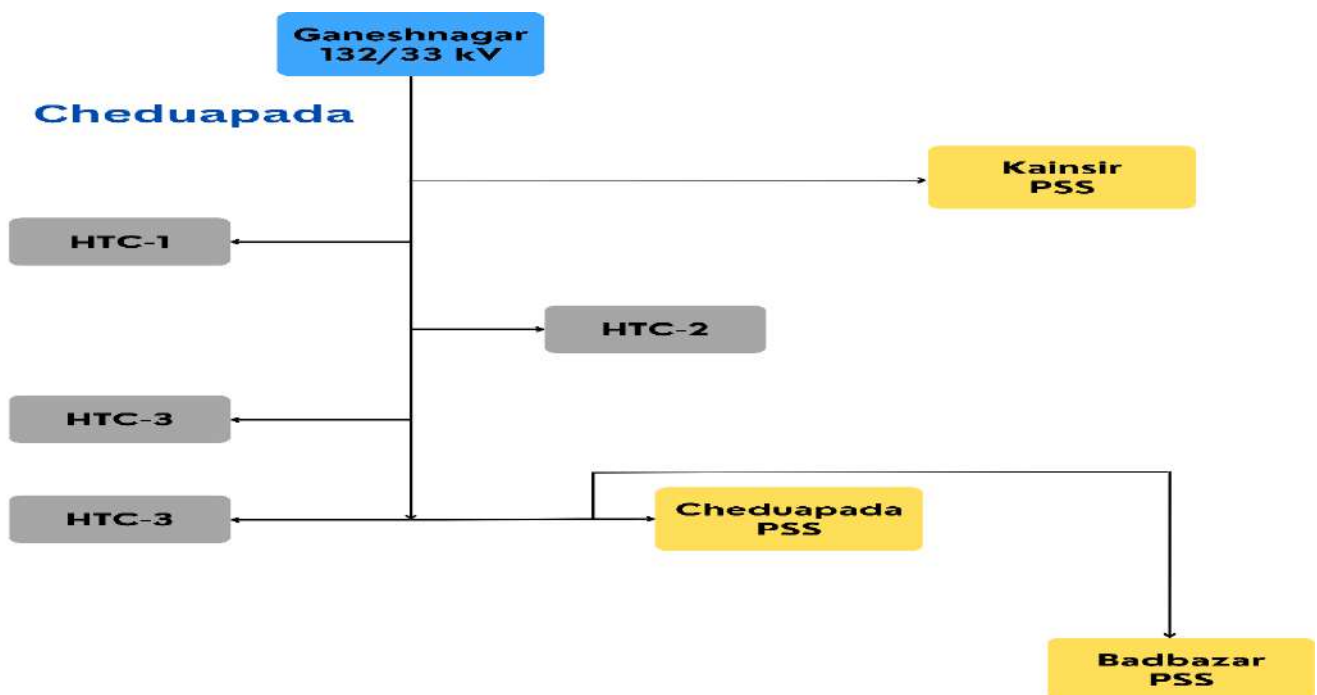 Ganeshnagar
132/33 kV
Cheduapada
Kainsir
PSS
HTC-1
HTC-2
HTC-3
HTC-3
Cheduapada
PSS
Badbazar
PSS